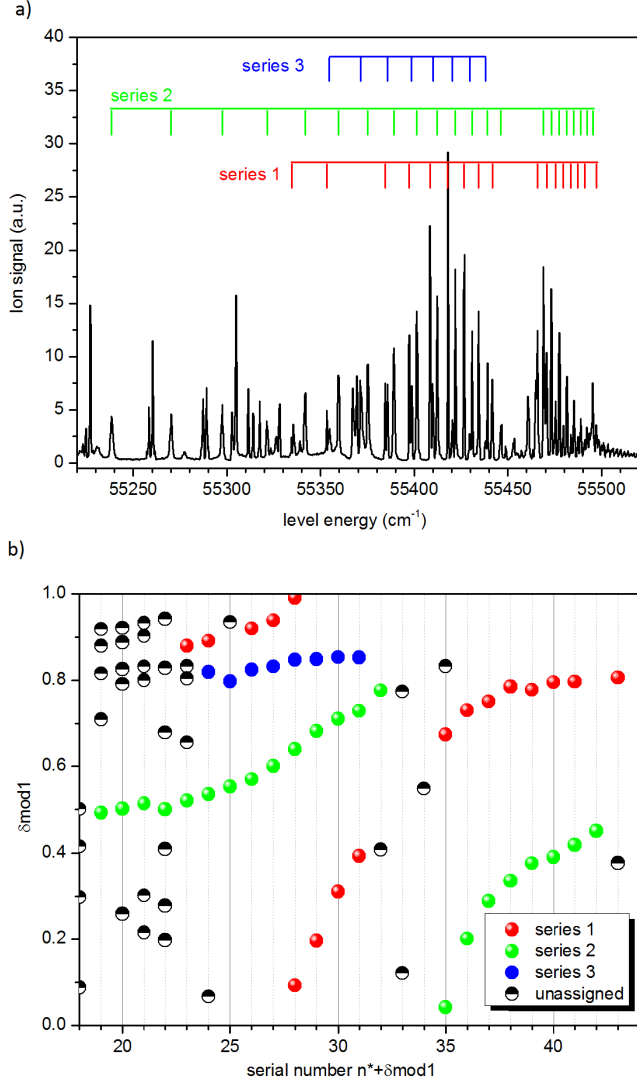 a)
40
35
30
25
20
15
10
5
0
Ion signal (a.u.)
series 3
series 2
series 1
55250 55300 55350 55400 55450 55500
level energy (cm⁻¹)
b)
1.0
0.8
0.6
0.4
0.2
0.0
δmod1
series 1
series 2
series 3
unassigned
20 25 30 35 40
serial number n*+δmod1